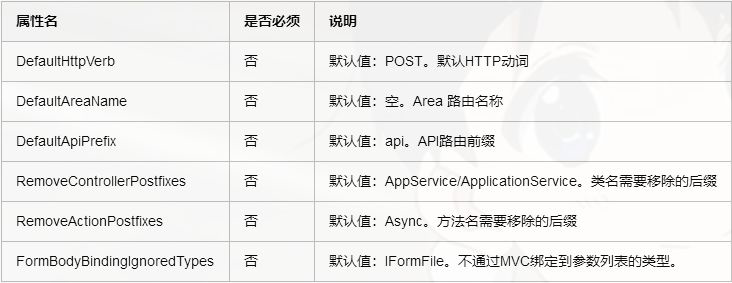 属性名 是否必须 说明
DefaultHttpVerb 否 默认值：POST。默认HTTP动词
DefaultAreaName 否 默认值：空。Area 路由名称
DefaultApiPrefix 否 默认值：api。API路由前缀
RemoveControllerPostfixes 否 默认值：AppService/ApplicationService。类名需要移除的后缀
RemoveActionPostfixes 否 默认值：Async。方法名需要移除的后缀
FormBodyBindingIgnoredTypes 否 默认值：IFormFile。不通过MVC绑定到参数列表的类型。